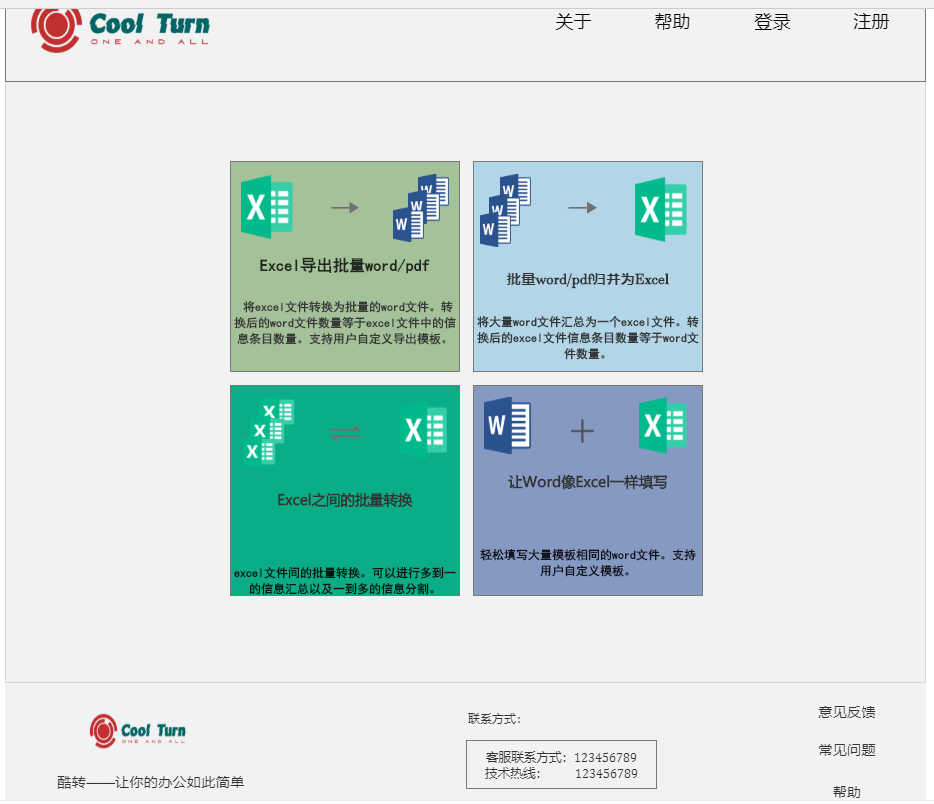 Cool Turn
ONE AND ALL
关于 帮助 登录 注册
X W W W
W W W X
Excel导出批量word/pdf
将excel文件转换为批量的word文件。转
换后的word文件数量等于excel文件中的信
息条目数量。支持用户自定义导出模板。
批量word/pdf归并为Excel
将大量word文件汇总为一个excel文件。转
换后的excel文件信息条目数量等于word文
件数量。
X X X X
W X
Excel之间的批量转换
excel文件间的批量转换。可以进行多到一
的信息汇总以及一到多的信息分割。
让Word像Excel一样填写
轻松填写大量模板相同的word文件。支持
用户自定义模板。
Cool Turn
ONE AND ALL
酷转——让你的办公如此简单
联系方式：
客服联系方式：123456789
技术热线： 123456789
意见反馈
常见问题
帮助